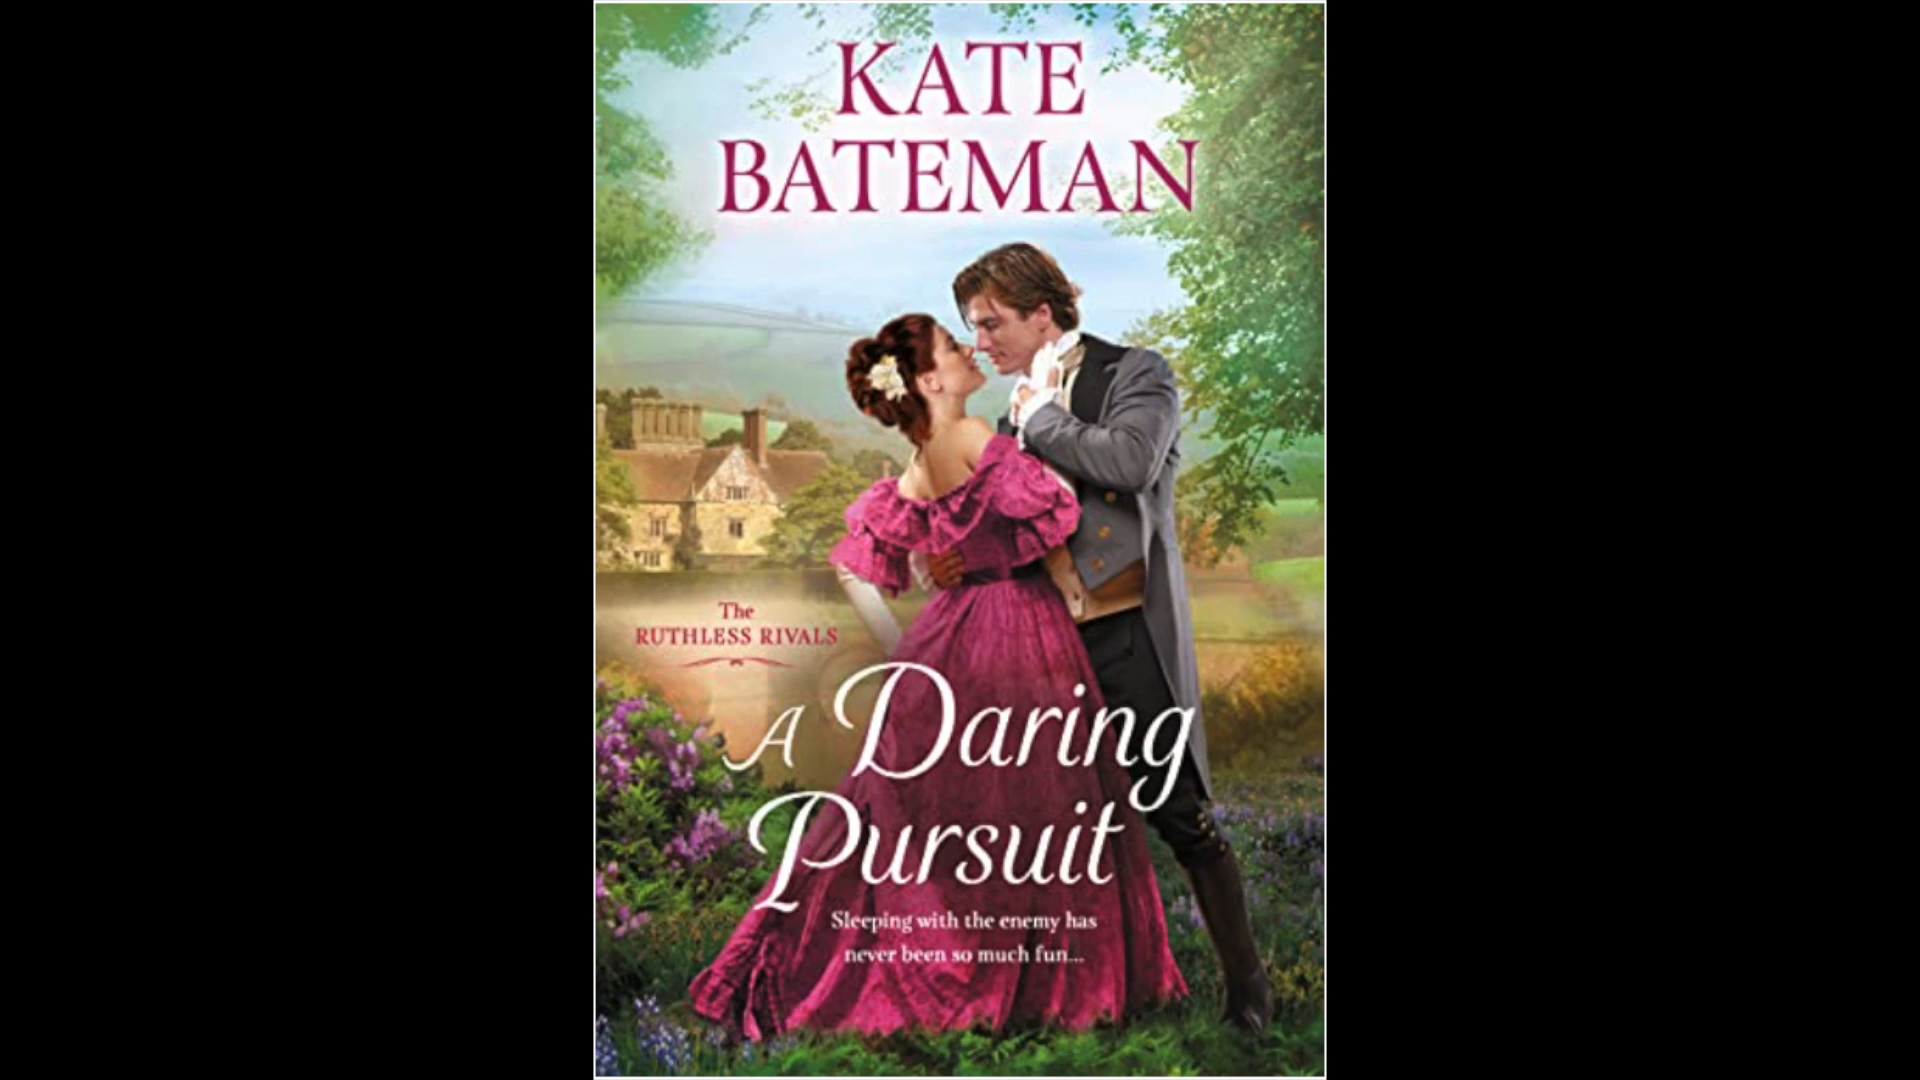 KATE
BATEMAN
The
RUTHLESS RIVALS
A Daring
Pursuit
Sleeping with the enemy has
never been so much fun...